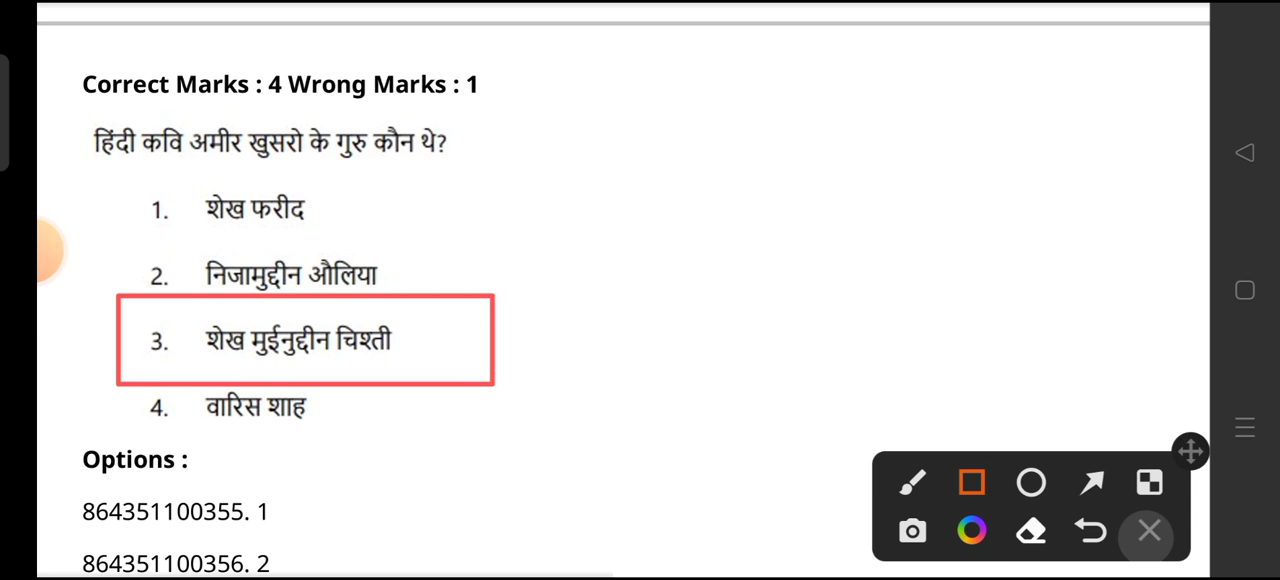 Correct Marks : 4 Wrong Marks : 1
हिंदी कवि अमीर खुसरो के गुरु कौन थे?
1. शेख फरीद
2. निजामुद्दीन औलिया
3. शेख मुईनुद्दीन चिश्ती
4. वारिस शाह
Options :
864351100355. 1
864351100356. 2